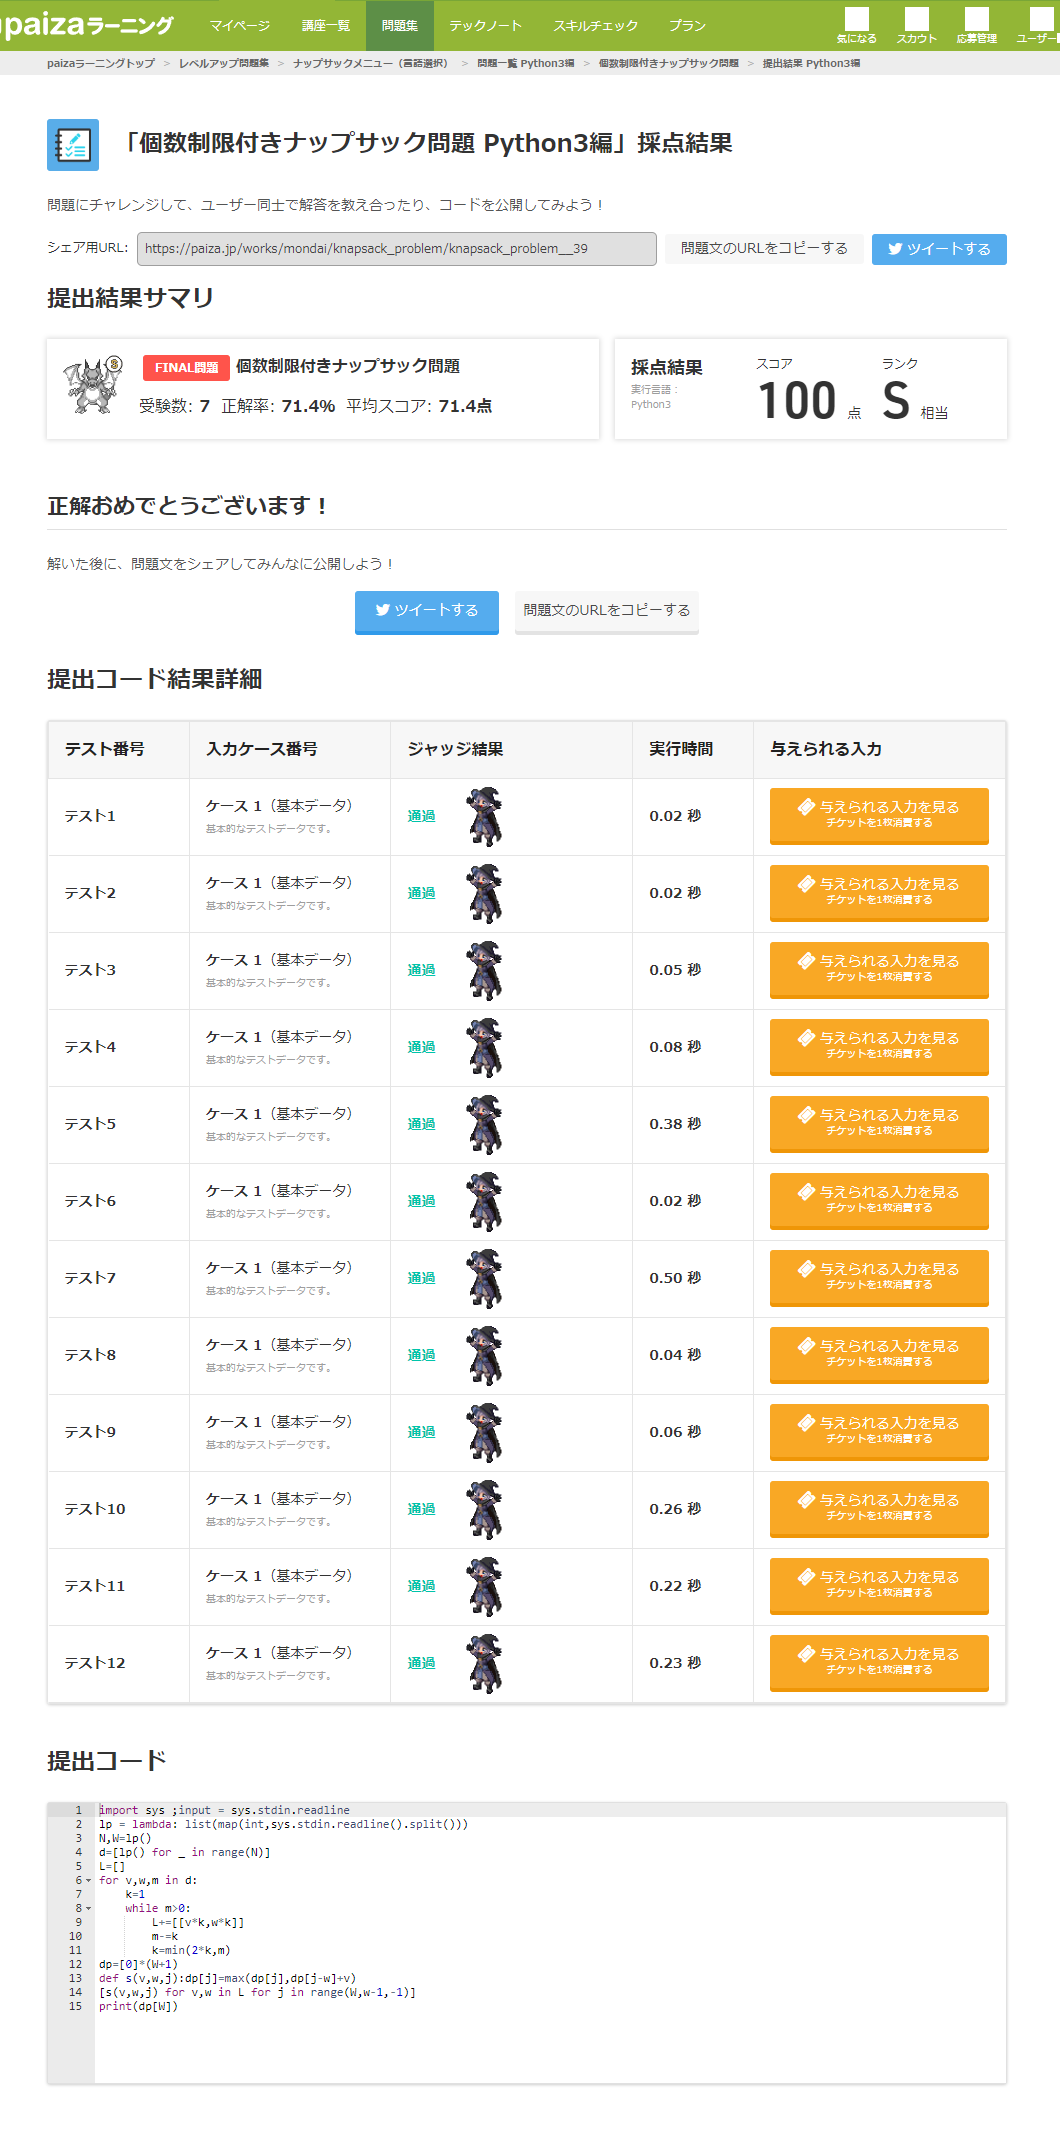 paizaラーニング マイページ 講座一覧 問題集 テックノート スキルチェック プラン 気になる スカウト 応募管理 ユーザー
paizaラーニングトップ > レベルアップ問題集 > ナップサックメニュー（言語選択） > 問題一覧 Python3編 > 個数制限付きナップサック問題 > 提出結果 Python3編
「個数制限付きナップサック問題 Python3編」採点結果
問題にチャレンジして、ユーザー同士で解答を教え合ったり、コードを公開してみよう！
シェア用URL: https://paiza.jp/works/mondai/knapsack_problem/knapsack_problem__39 問題文のURLをコピーする ツイートする
提出結果サマリ
S FINAL問題 個数制限付きナップサック問題
受験数: 7 正解率: 71.4% 平均スコア: 71.4点
採点結果
実行言語：
Python3
スコア
100 点
ランク
S 相当
正解おめでとうございます！
解いた後に、問題文をシェアしてみんなに公開しよう！
ツイートする 問題文のURLをコピーする
提出コード結果詳細
テスト番号 入力ケース番号 ジャッジ結果 実行時間 与えられる入力
テスト1 ケース 1（基本データ） 通過 0.02 秒 与えられる入力を見る
基本的なテストデータです。 チケットを1枚消費する
テスト2 ケース 1（基本データ） 通過 0.02 秒 与えられる入力を見る
基本的なテストデータです。 チケットを1枚消費する
テスト3 ケース 1（基本データ） 通過 0.05 秒 与えられる入力を見る
基本的なテストデータです。 チケットを1枚消費する
テスト4 ケース 1（基本データ） 通過 0.08 秒 与えられる入力を見る
基本的なテストデータです。 チケットを1枚消費する
テスト5 ケース 1（基本データ） 通過 0.38 秒 与えられる入力を見る
基本的なテストデータです。 チケットを1枚消費する
テスト6 ケース 1（基本データ） 通過 0.02 秒 与えられる入力を見る
基本的なテストデータです。 チケットを1枚消費する
テスト7 ケース 1（基本データ） 通過 0.50 秒 与えられる入力を見る
基本的なテストデータです。 チケットを1枚消費する
テスト8 ケース 1（基本データ） 通過 0.04 秒 与えられる入力を見る
基本的なテストデータです。 チケットを1枚消費する
テスト9 ケース 1（基本データ） 通過 0.06 秒 与えられる入力を見る
基本的なテストデータです。 チケットを1枚消費する
テスト10 ケース 1（基本データ） 通過 0.26 秒 与えられる入力を見る
基本的なテストデータです。 チケットを1枚消費する
テスト11 ケース 1（基本データ） 通過 0.22 秒 与えられる入力を見る
基本的なテストデータです。 チケットを1枚消費する
テスト12 ケース 1（基本データ） 通過 0.23 秒 与えられる入力を見る
基本的なテストデータです。 チケットを1枚消費する
提出コード
1 import sys ;input = sys.stdin.readline
2 lp = lambda: list(map(int,sys.stdin.readline().split()))
3 N,W=lp()
4 d=[lp() for _ in range(N)]
5 L=[]
6 for v,w,m in d:
7     k=1
8     while m>0:
9         L+=[[v*k,w*k]]
10         m-=k
11         k=min(2*k,m)
12 dp=[0]*(W+1)
13 def s(v,w,j):dp[j]=max(dp[j],dp[j-w]+v)
14 [s(v,w,j) for v,w in L for j in range(W,w-1,-1)]
15 print(dp[W])